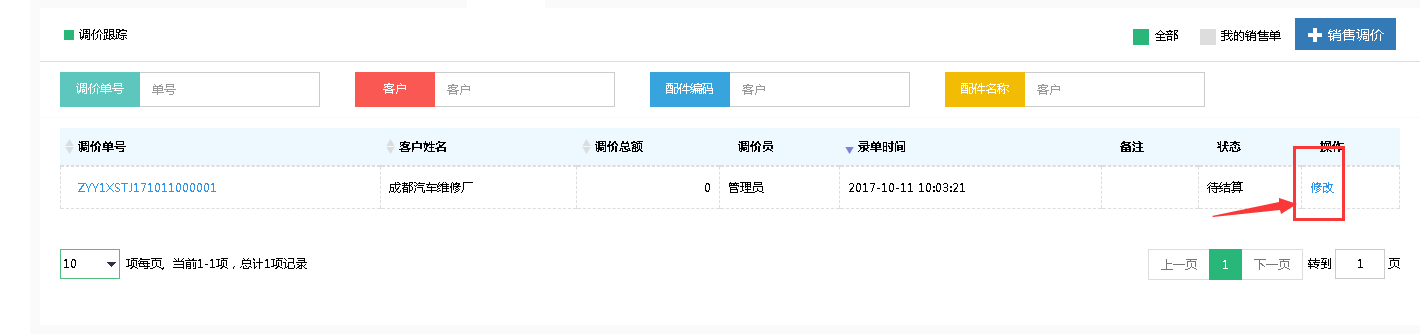 调价跟踪 全部 我的销售单 销售调价
调价单号 单号 客户 客户 配件编码 客户 配件名称 客户
调价单号 客户姓名 调价总额 调价员 录单时间 备注 状态 操作
ZYY1XSTJ171011000001 成都汽车维修厂 0 管理员 2017-10-11 10:03:21 待结算 修改
10 项每页, 当前1-1项，总计1项记录 上一页 1 下一页 转到 1 页